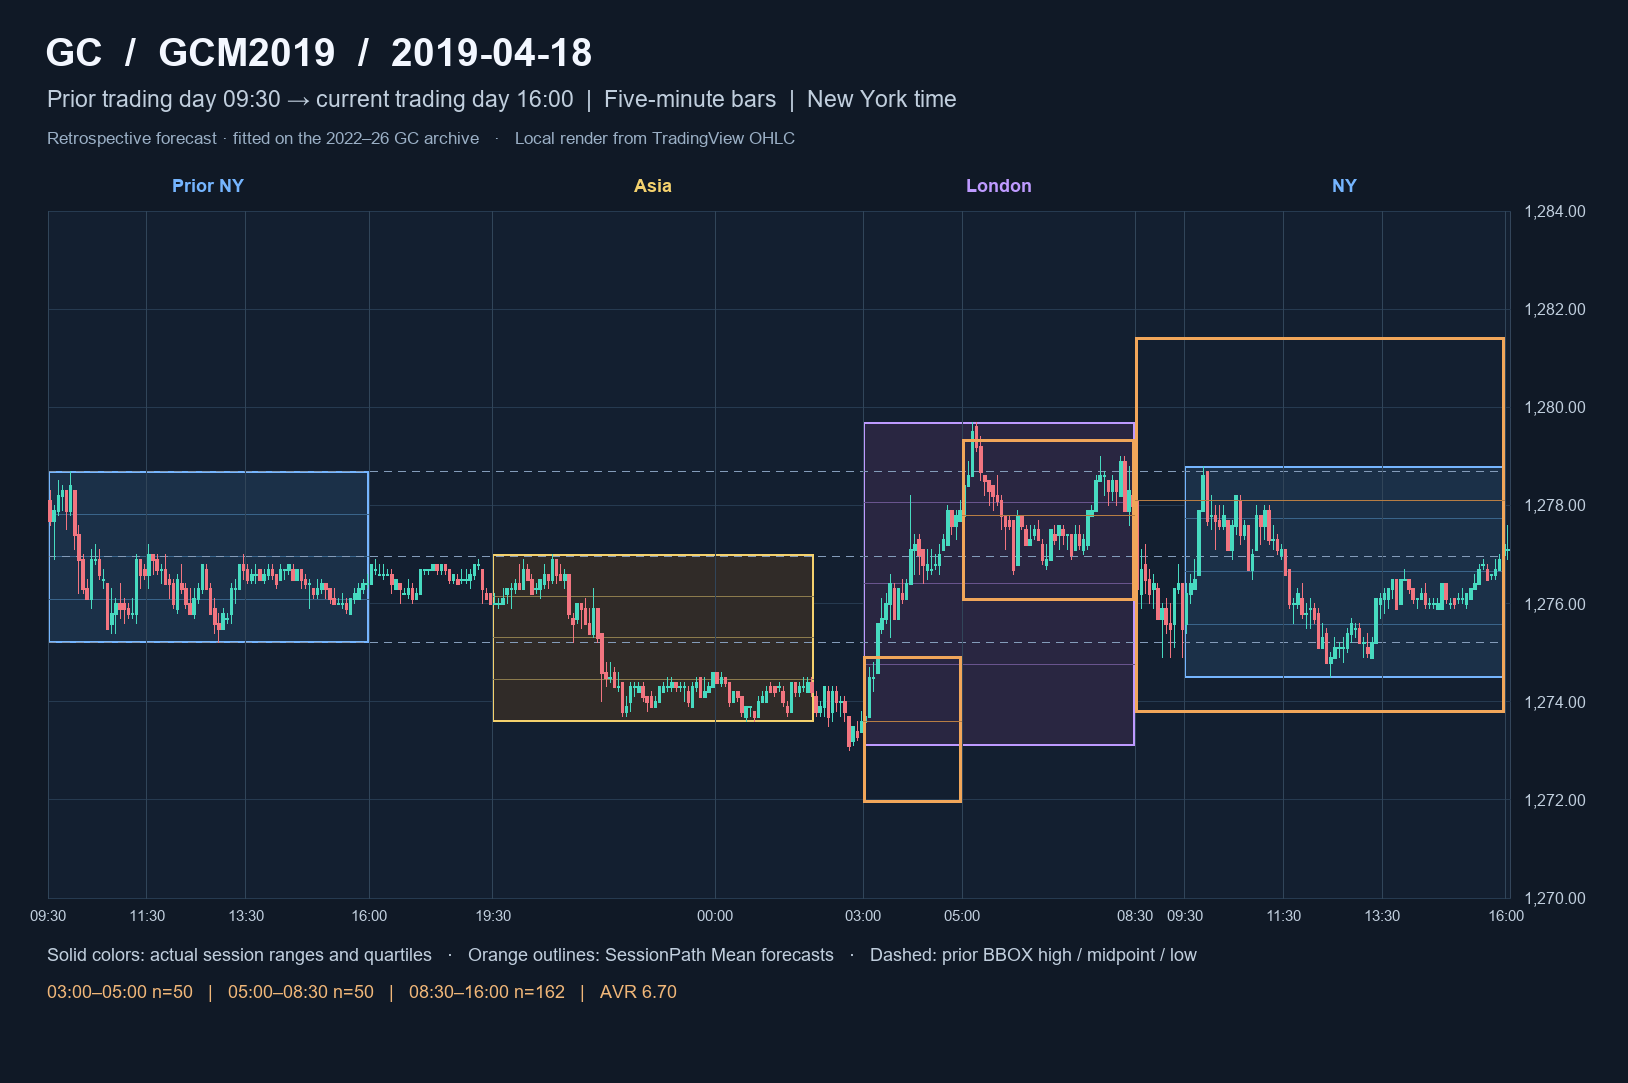 GC / GCM2019 / 2019-04-18
Prior trading day 09:30 → current trading day 16:00 | Five-minute bars | New York time
Retrospective forecast · fitted on the 2022–26 GC archive · Local render from TradingView OHLC
Prior NY Asia London NY
1,284.00
1,282.00
1,280.00
1,278.00
1,276.00
1,274.00
1,272.00
1,270.00
09:30 11:30 13:30 16:00 19:30 00:00 03:00 05:00 08:30 09:30 11:30 13:30 16:00
Solid colors: actual session ranges and quartiles · Orange outlines: SessionPath Mean forecasts · Dashed: prior BBOX high / midpoint / low
03:00–05:00 n=50 | 05:00–08:30 n=50 | 08:30–16:00 n=162 | AVR 6.70